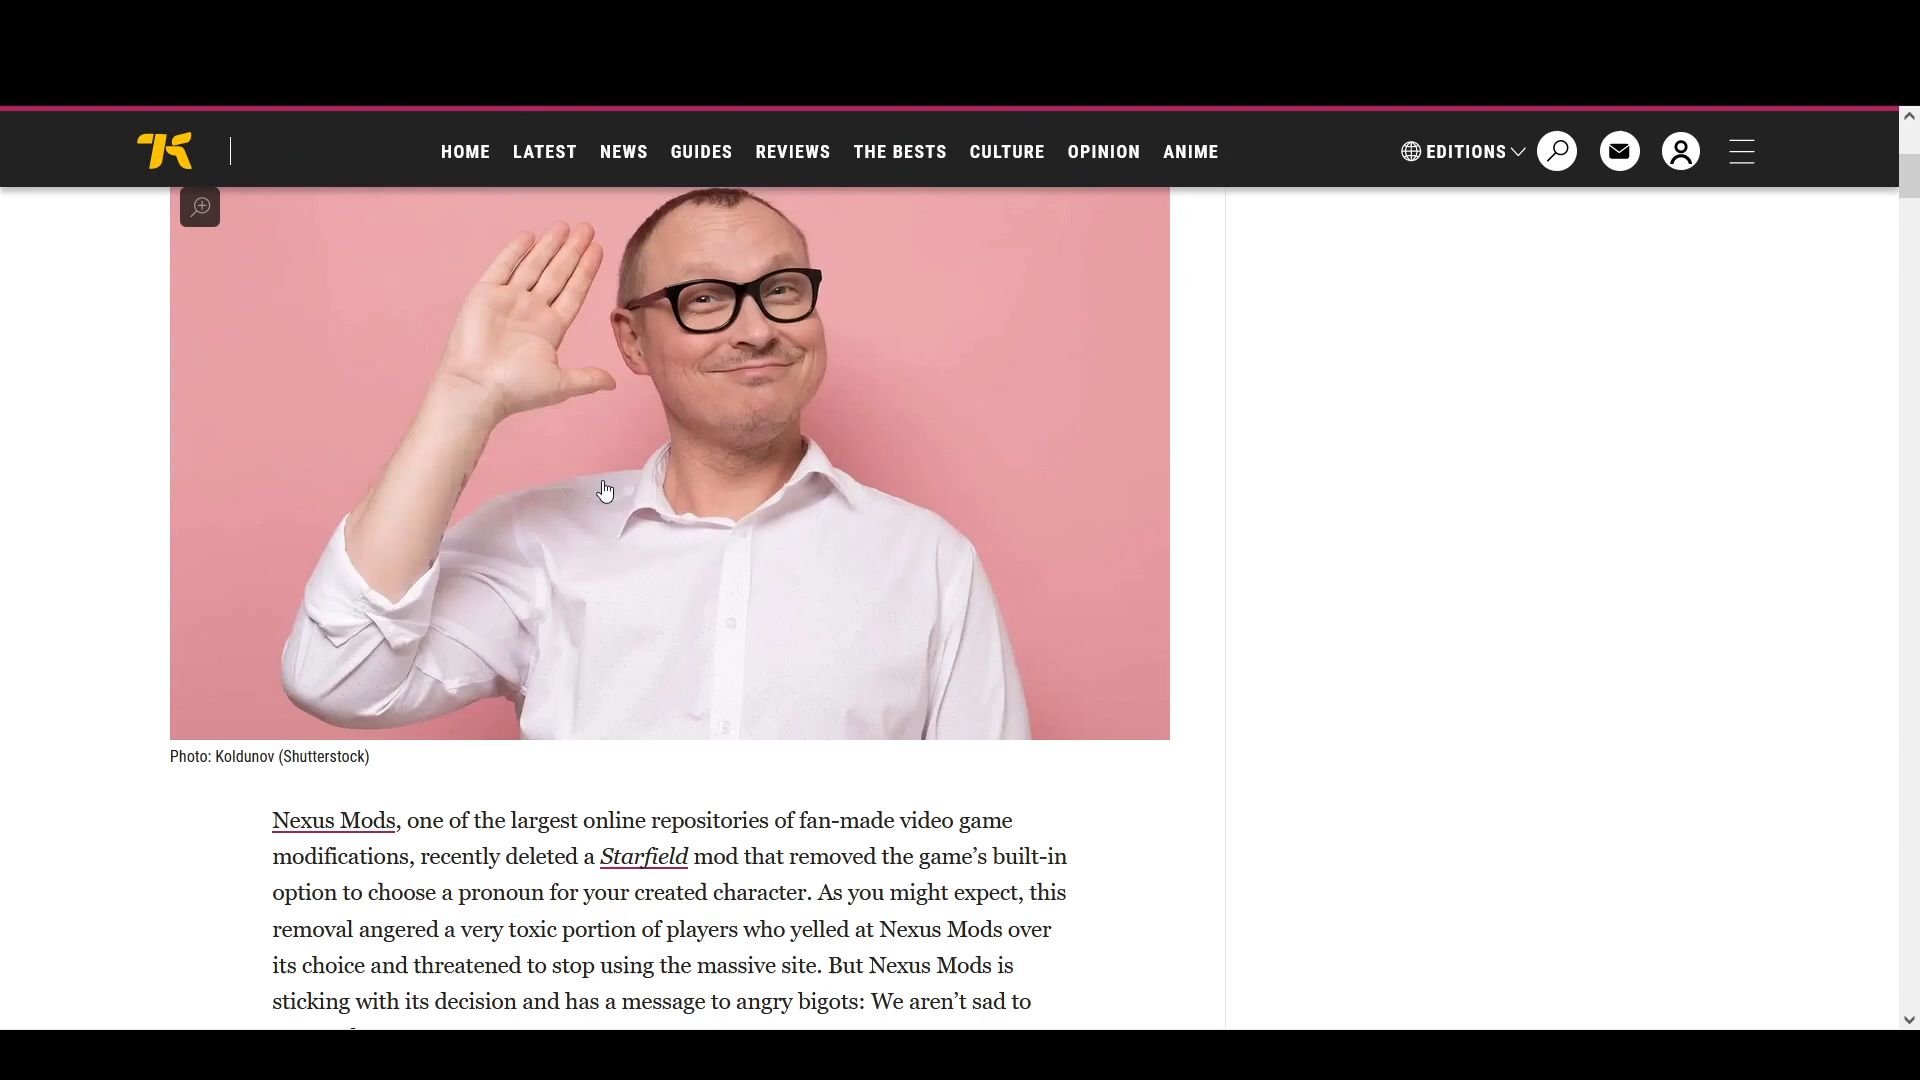 HOME LATEST NEWS GUIDES REVIEWS THE BESTS CULTURE OPINION ANIME EDITIONS
Photo: Koldunov (Shutterstock)
Nexus Mods, one of the largest online repositories of fan-made video game
modifications, recently deleted a Starfield mod that removed the game’s built-in
option to choose a pronoun for your created character. As you might expect, this
removal angered a very toxic portion of players who yelled at Nexus Mods over
its choice and threatened to stop using the massive site. But Nexus Mods is
sticking with its decision and has a message to angry bigots: We aren’t sad to